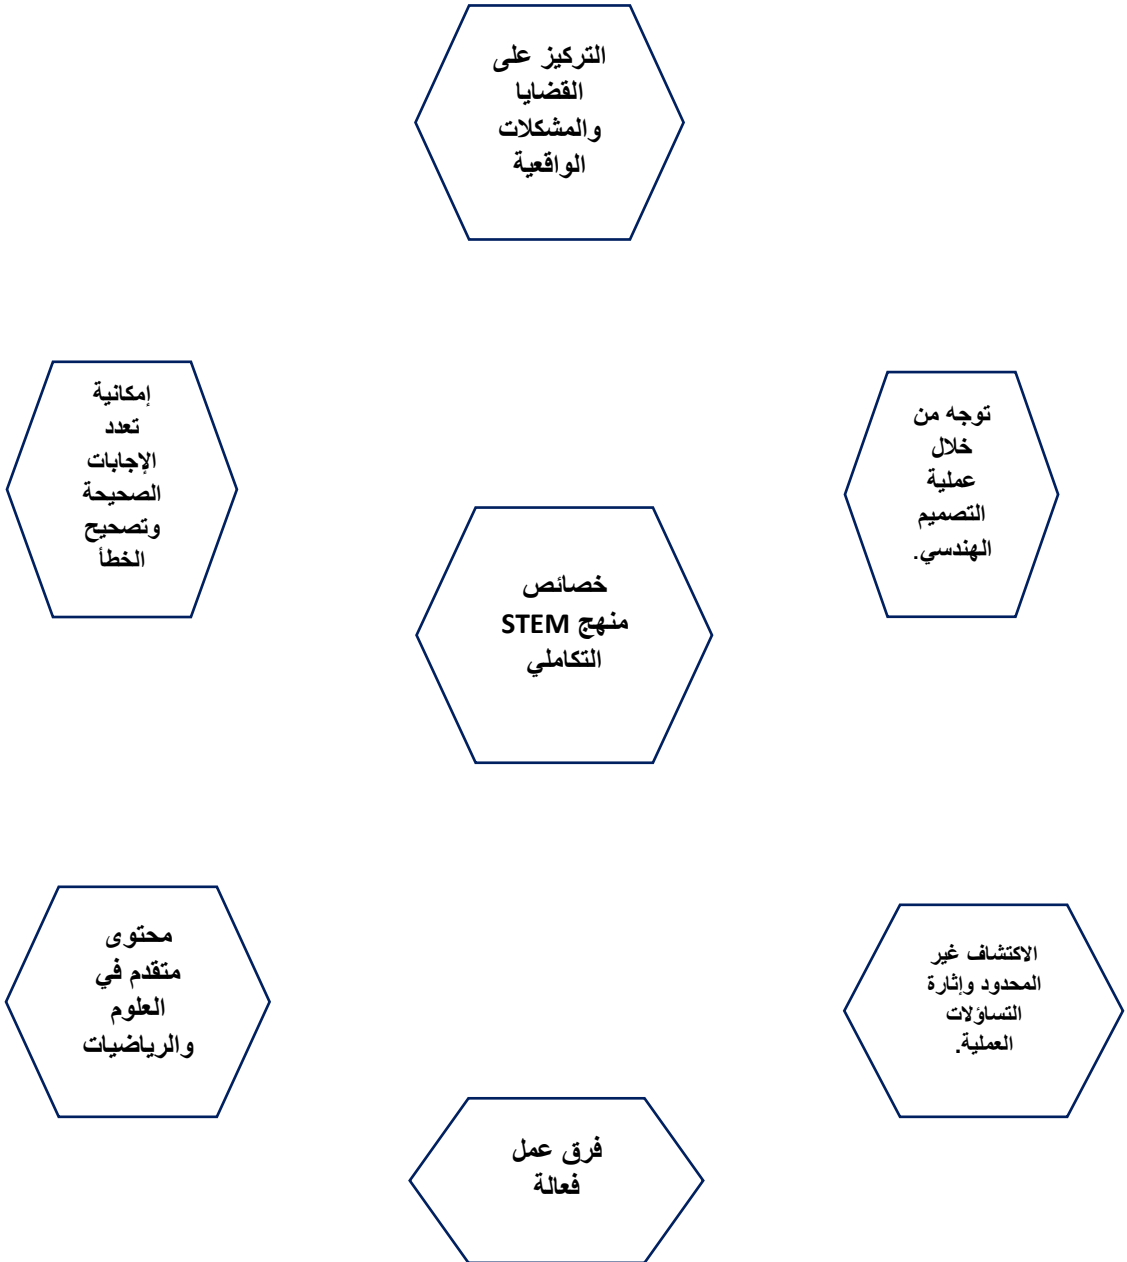 التركيز على
القضايا
والمشكلات
الواقعية
توجه من
خلال
عملية
التصميم
الهندسي.
إمكانية
تعدد
الإجابات
الصحيحة
وتصحيح
الخطأ
خصائص
منهج STEM
التكاملي
الاكتشاف غير
المحدود وإثارة
التساؤلات
العملية.
محتوى
متقدم في
العلوم
والرياضيات
فرق عمل
فعالة